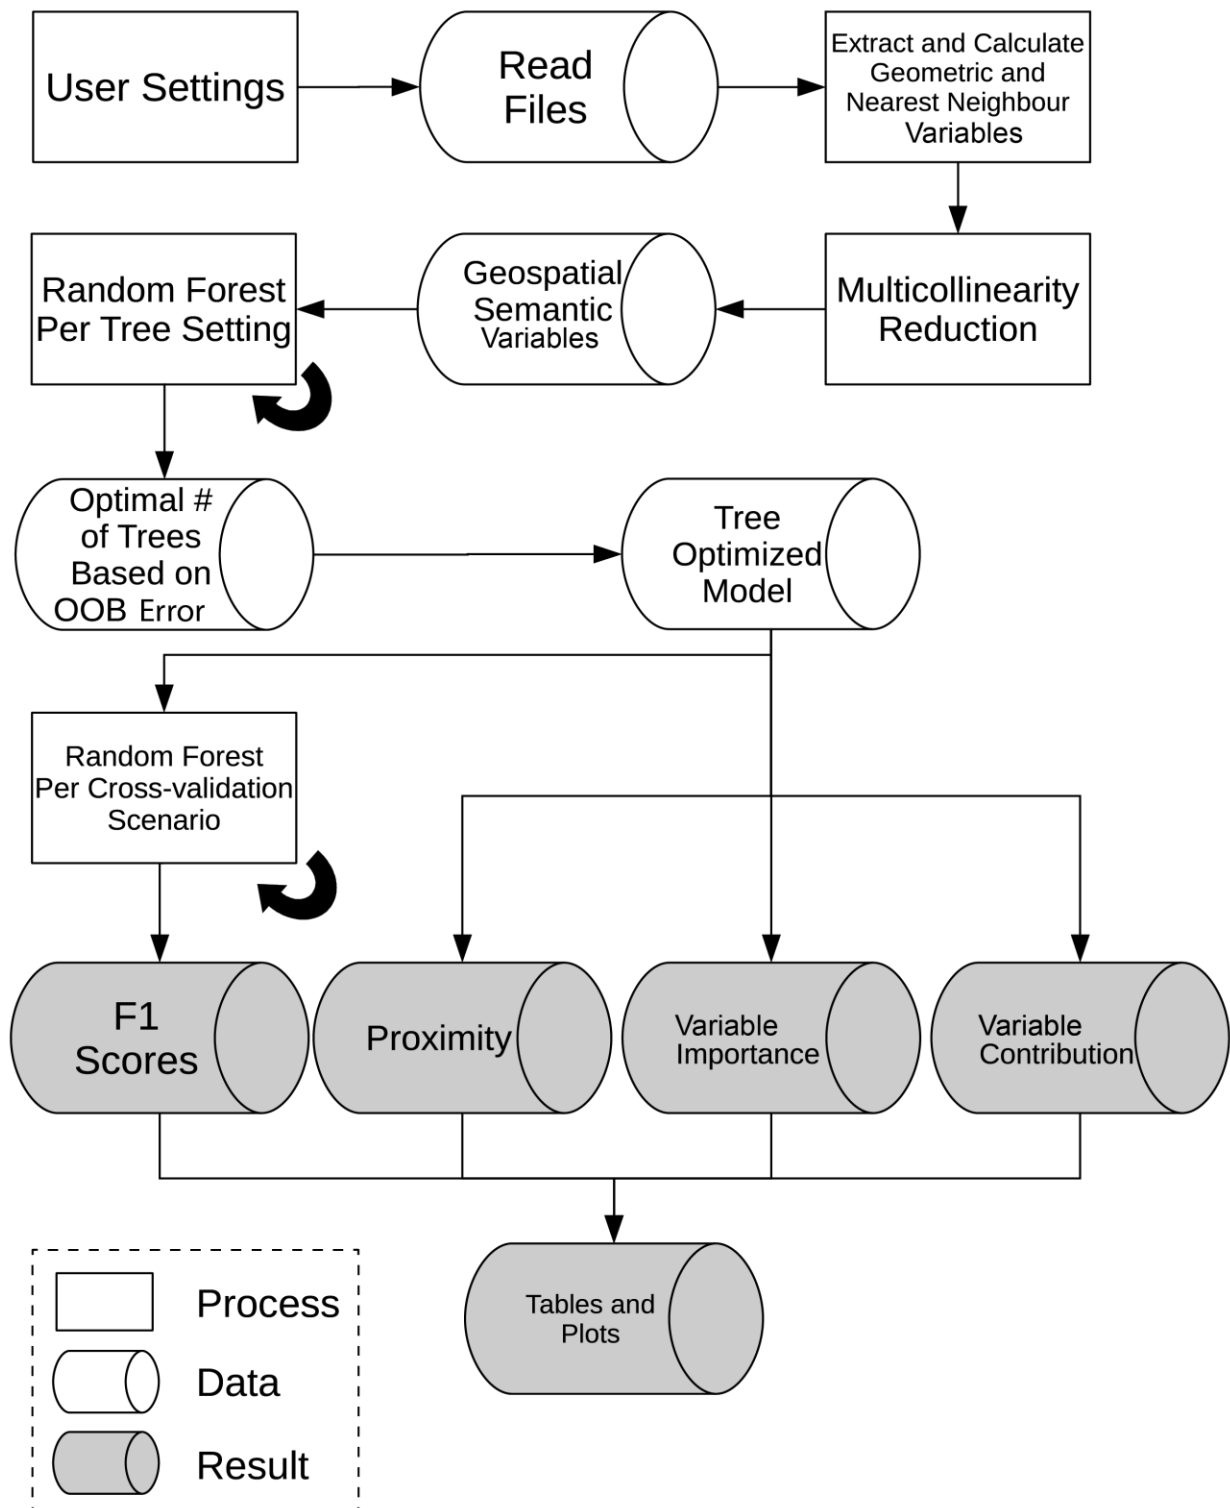 User Settings
Read
Files
Extract and Calculate
Geometric and
Nearest Neighbour
Variables
Random Forest
Per Tree Setting
Geospatial
Semantic
Variables
Multicollinearity
Reduction
Optimal #
of Trees
Based on
OOB Error
Tree
Optimized
Model
Random Forest
Per Cross-validation
Scenario
F1
Scores
Proximity
Variable
Importance
Variable
Contribution
Tables and
Plots
Process
Data
Result